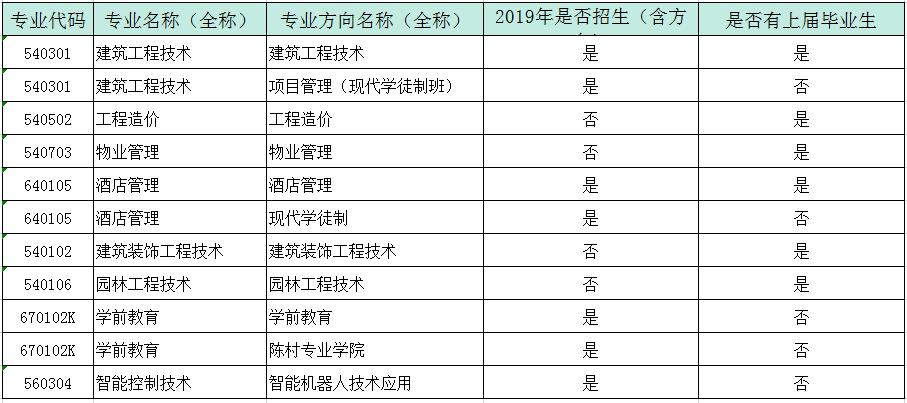 专业代码 专业名称（全称） 专业方向名称（全称） 2019年是否招生（含方 是否有上届毕业生
540301 建筑工程技术 建筑工程技术 是 是
540301 建筑工程技术 项目管理（现代学徒制班） 是 否
540502 工程造价 工程造价 否 是
540703 物业管理 物业管理 否 是
640105 酒店管理 酒店管理 是 是
640105 酒店管理 现代学徒制 是 否
540102 建筑装饰工程技术 建筑装饰工程技术 否 是
540106 园林工程技术 园林工程技术 否 是
670102K 学前教育 学前教育 是 否
670102K 学前教育 陈村专业学院 是 否
560304 智能控制技术 智能机器人技术应用 是 否